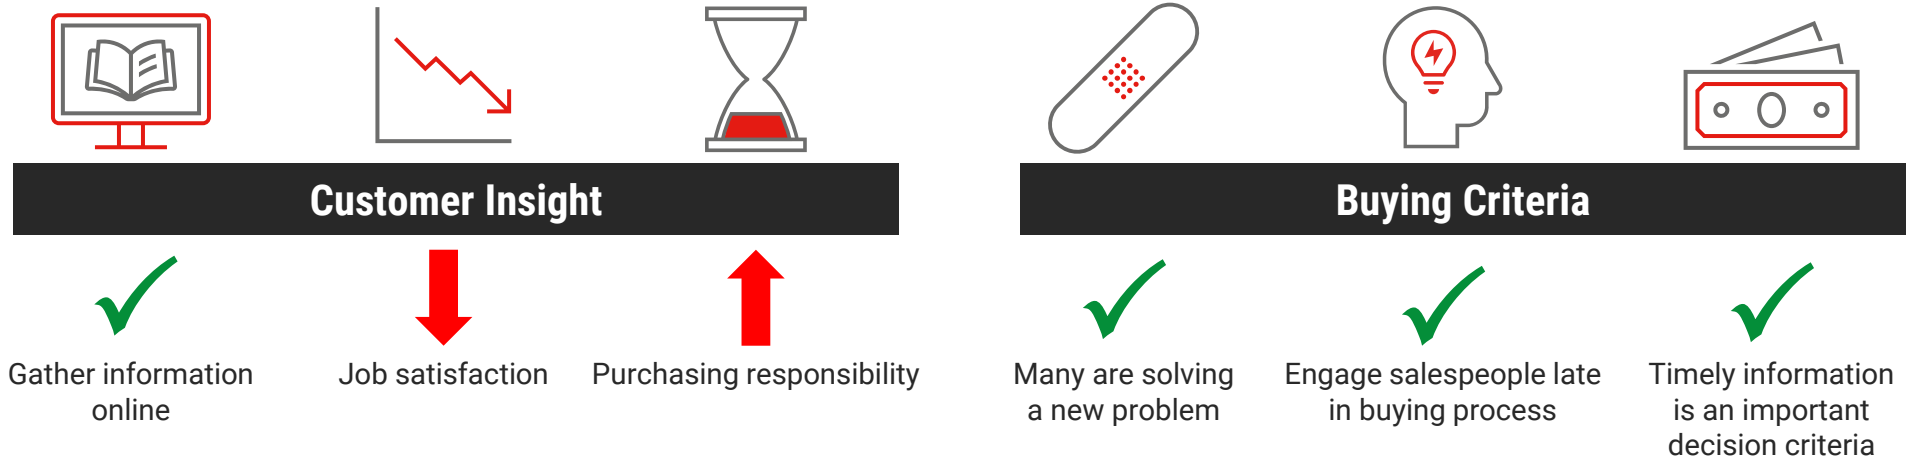 Customer Insight
Gather information
online
Job satisfaction
Purchasing responsibility
Buying Criteria
Many are solving
a new problem
Engage salespeople late
in buying process
Timely information
is an important
decision criteria